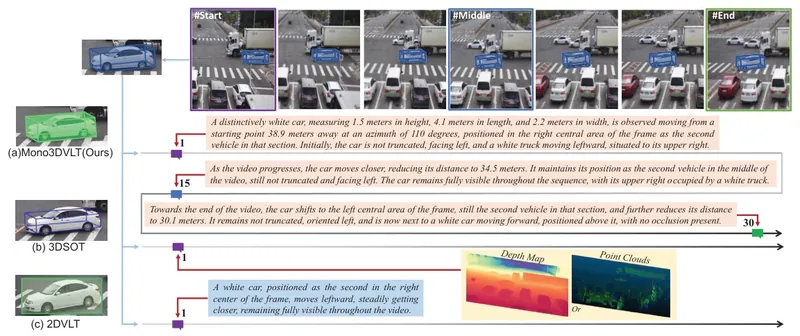 #Start
#Middle
#End
A distinctively white car, measuring 1.5 meters in height, 4.1 meters in length, and 2.2 meters in width, is observed moving from a
starting point 38.9 meters away at an azimuth of 110 degrees, positioned in the right central area of the frame as the second
vehicle in that section. Initially, the car is not truncated, facing left, and a white truck moving leftward, situated to its upper right.
1
(a)Mono3DVLT(Ours)
As the video progresses, the car moves closer, reducing its distance to 34.5 meters. It maintains its position as the second vehicle in the middle of
the video, still not truncated and facing left. The car remains fully visible throughout the sequence, with its upper right occupied by a white truck.
15
Towards the end of the video, the car shifts to the left central area of the frame, still the second vehicle in that section, and further reduces its distance
to 30.1 meters. It remains not truncated, oriented left, and is now next to a white car moving forward, positioned above it, with no occlusion present.
30
(b) 3DSOT
1
Depth Map
Point Clouds
Or
A white car, positioned as the second in the right
center of the frame, moves leftward, steadily getting
closer, remaining fully visible throughout the video.
1
(c) 2DVLT